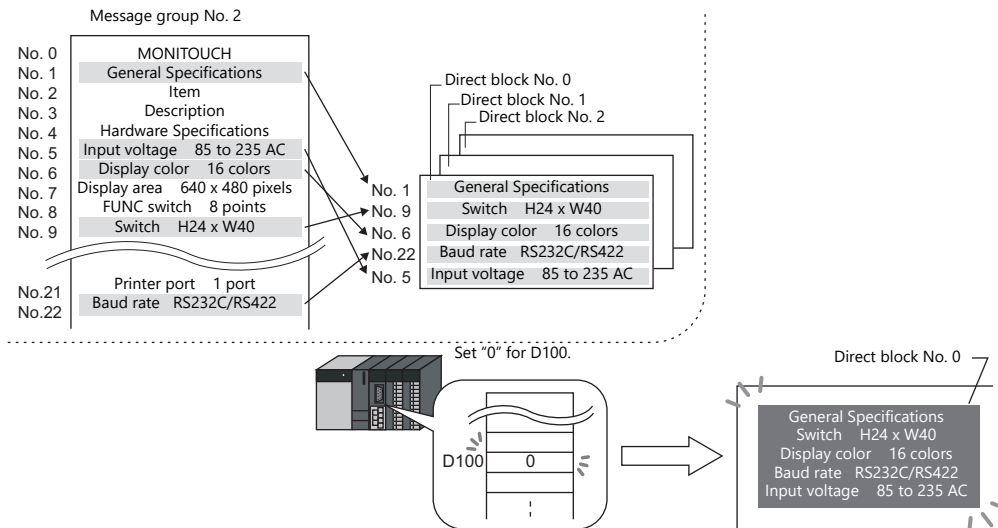 Message group No. 2
No. 0 MONITOUCH
No. 1 General Specifications
No. 2 Item
No. 3 Description
No. 4 Hardware Specifications
No. 5 Input voltage 85 to 235 AC
No. 6 Display color 16 colors
No. 7 Display area 640 x 480 pixels
No. 8 FUNC switch 8 points
No. 9 Switch H24 x W40
No.21 Printer port 1 port
No.22 Baud rate RS232C/RS422
Direct block No. 0
Direct block No. 1
Direct block No. 2
No. 1 General Specifications
No. 9 Switch H24 x W40
No. 6 Display color 16 colors
No.22 Baud rate RS232C/RS422
No. 5 Input voltage 85 to 235 AC
Set “0” for D100.
D100 0
Direct block No. 0
General Specifications
Switch H24 x W40
Display color 16 colors
Baud rate RS232C/RS422
Input voltage 85 to 235 AC